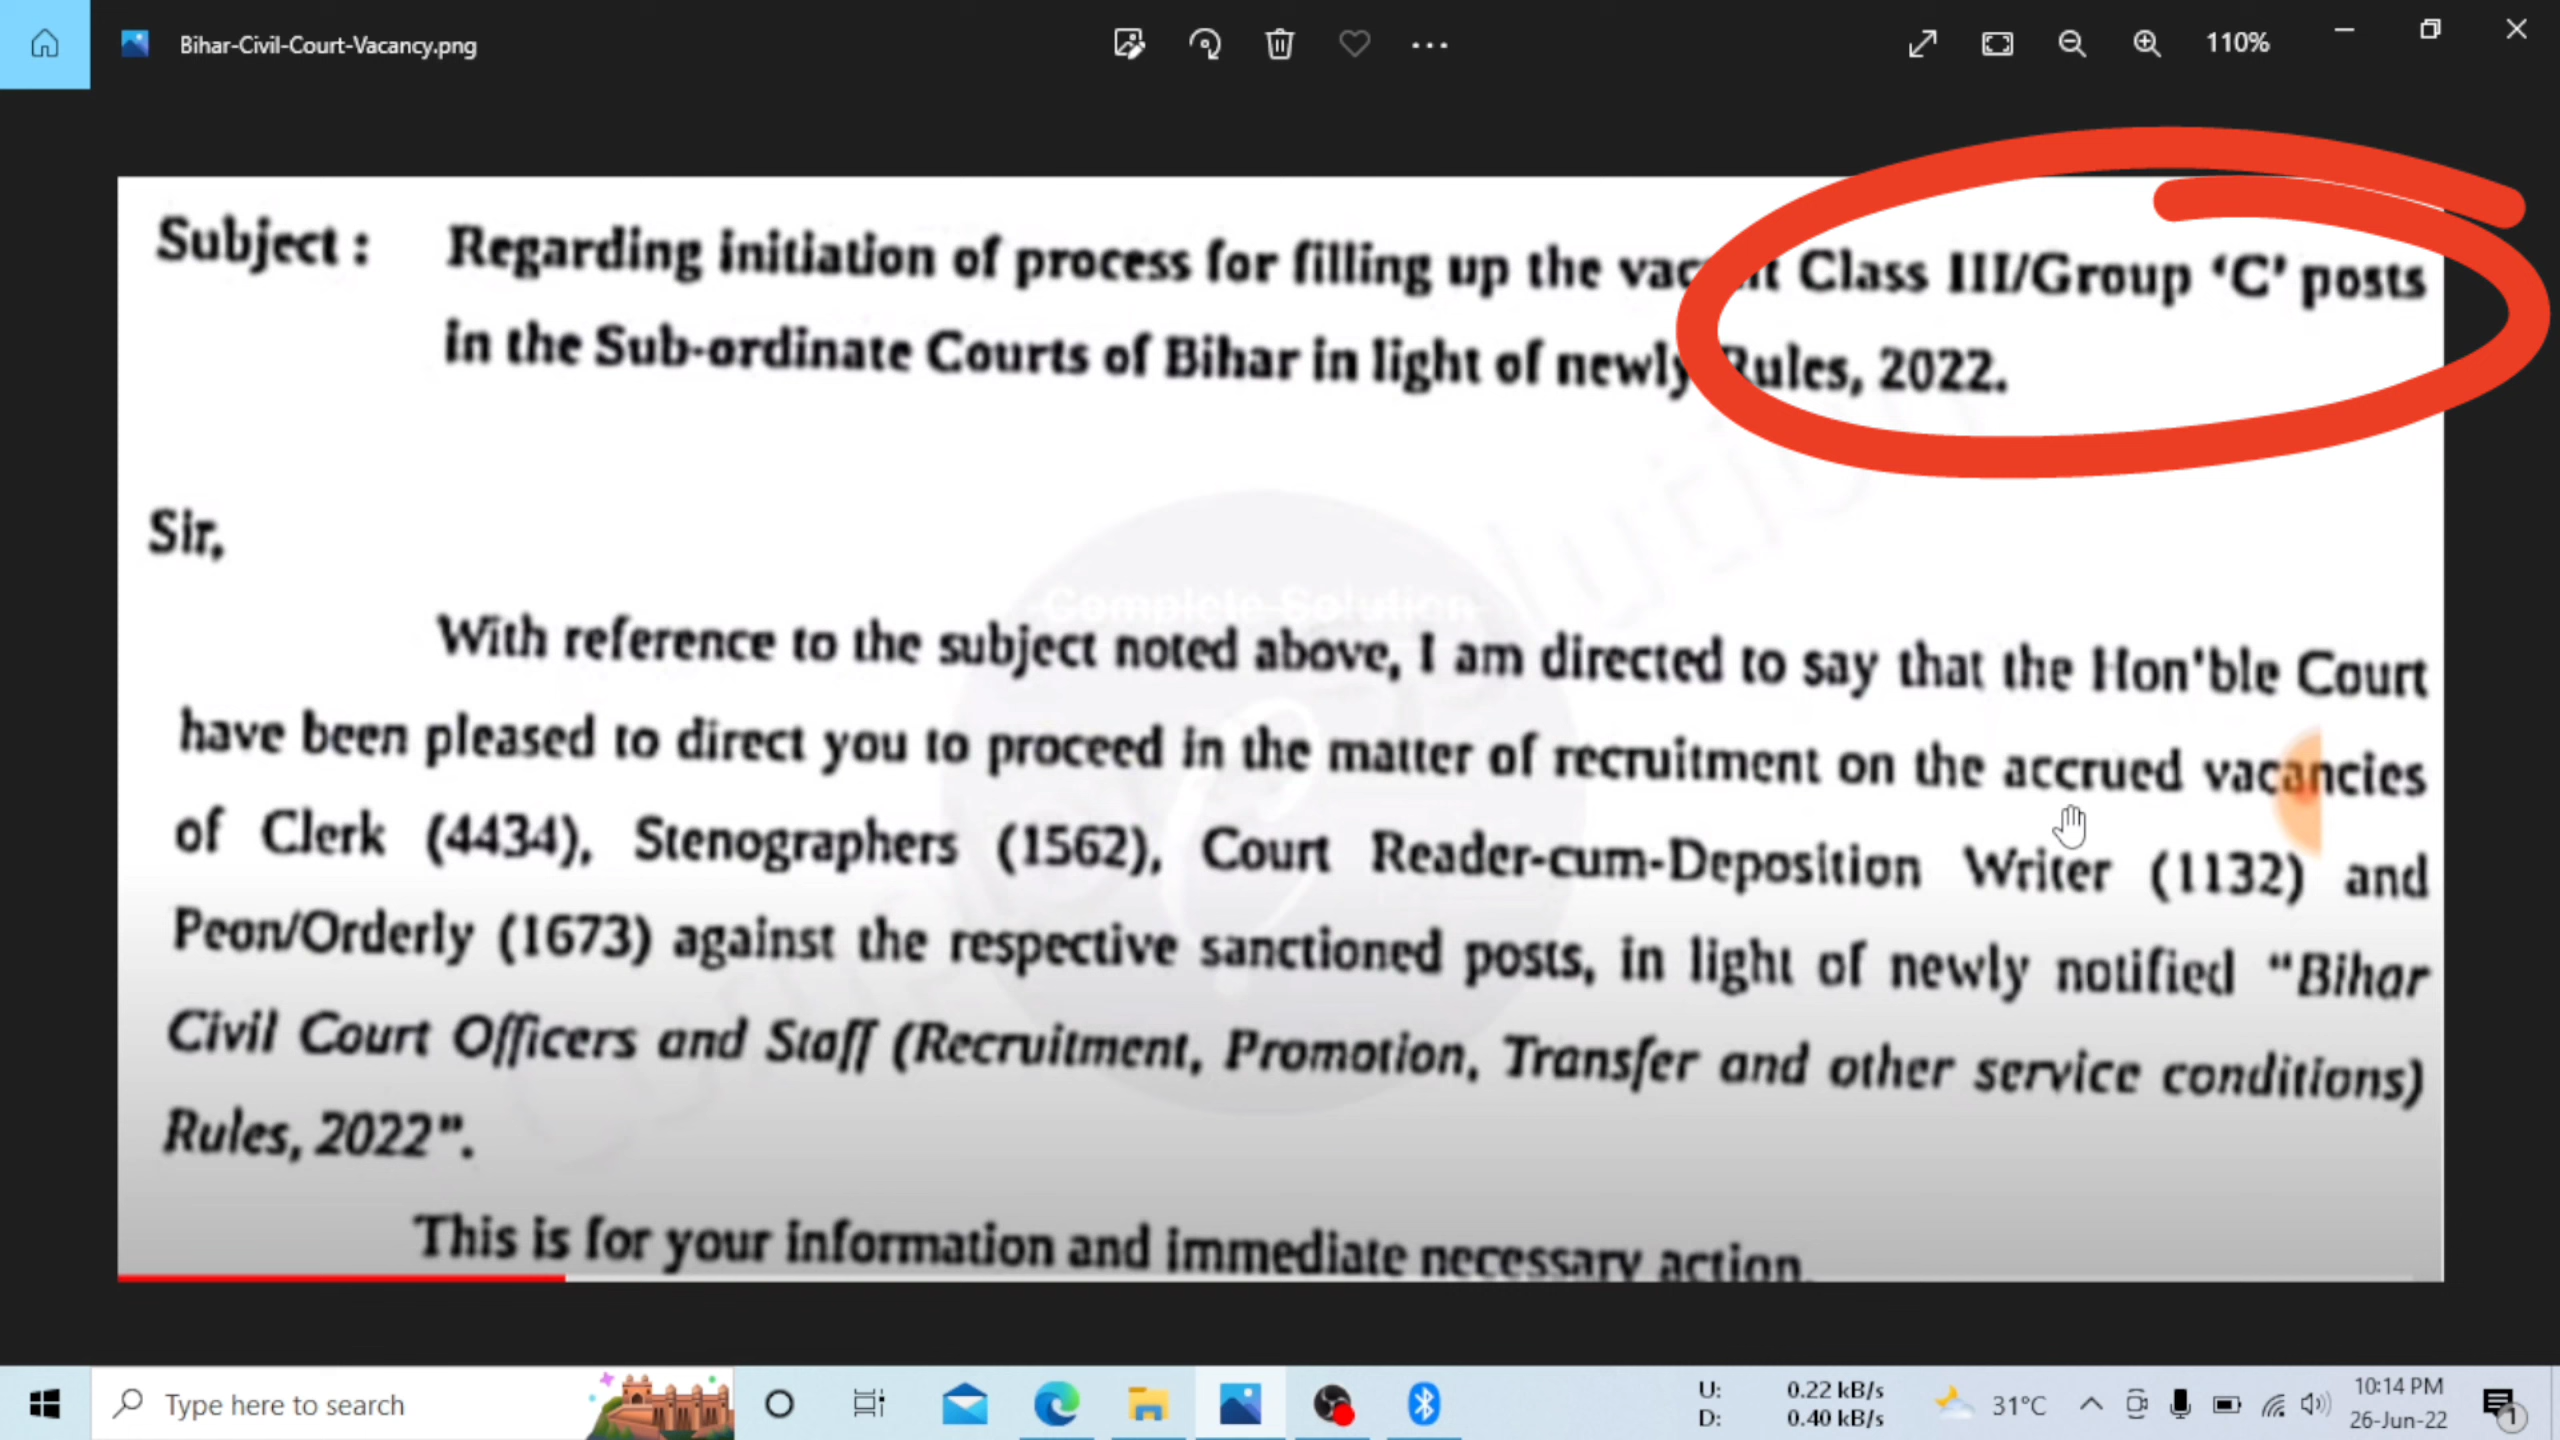 Bihar-Civil-Court-Vacancy.png
110%
Subject : Regarding initiation of process for filling up the vacant Class III/Group ‘C’ posts
in the Sub-ordinate Courts of Bihar in light of newly Rules, 2022.
Sir,
Complete Solution
With reference to the subject noted above, I am directed to say that the Hon'ble Court
have been pleased to direct you to proceed in the matter of recruitment on the accrued vacancies
of Clerk (4434), Stenographers (1562), Court Reader-cum-Deposition Writer (1132) and
Peon/Orderly (1673) against the respective sanctioned posts, in light of newly notified “Bihar
Civil Court Officers and Staff (Recruitment, Promotion, Transfer and other service conditions)
Rules, 2022”.
This is for your information and immediate necessary action.
Type here to search
U: 0.22 kB/s
D: 0.40 kB/s
31°C
10:14 PM
26-Jun-22
1